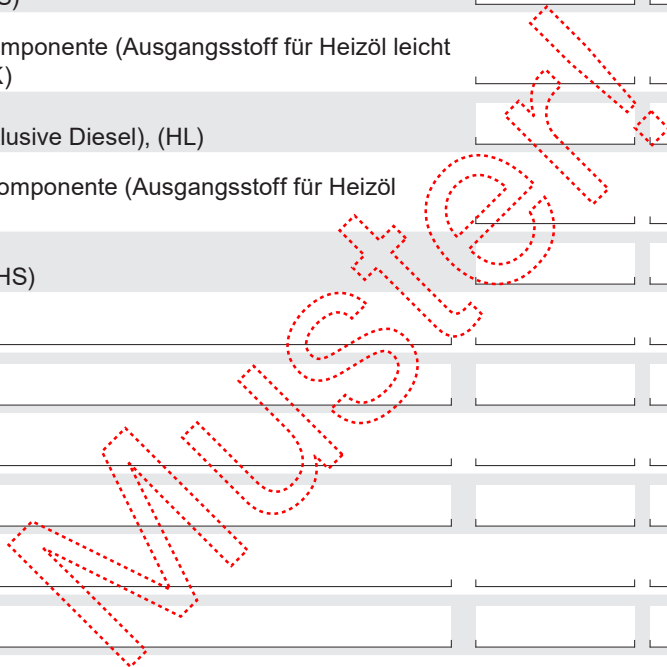 S)
mponente (Ausgangsstoff für Heizöl leicht
K)
lusive Diesel), (HL)
omponente (Ausgangsstoff für Heizöl
HS)
Muster!